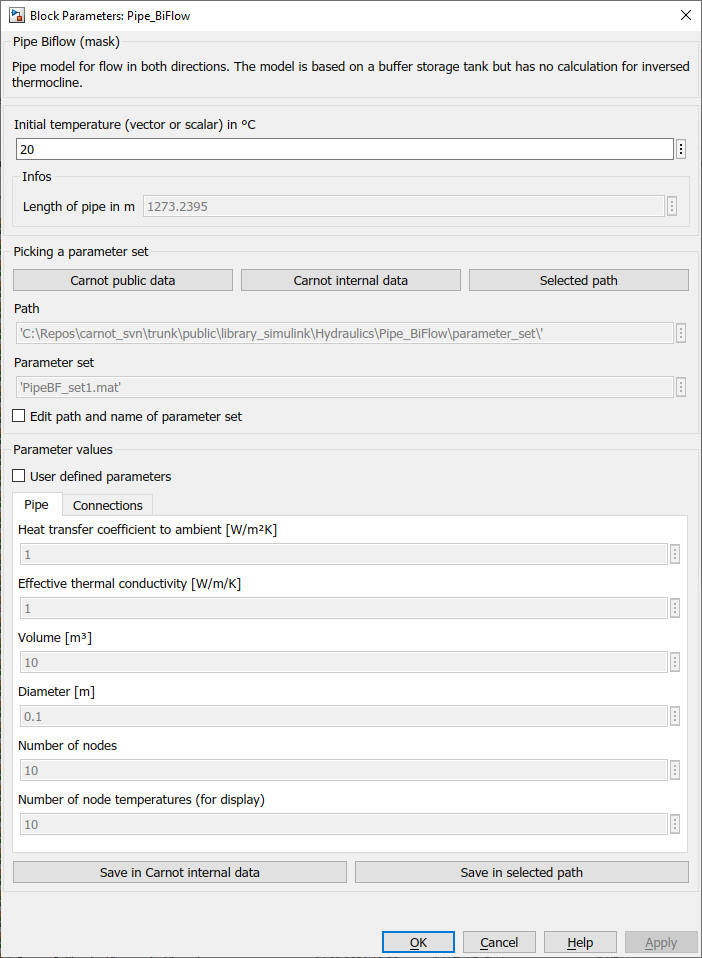 Block Parameters: Pipe_BiFlow
Pipe Biflow (mask)
Pipe model for flow in both directions. The model is based on a buffer storage tank but has no calculation for inversed
thermocline.
Initial temperature (vector or scalar) in °C
20
Infos
Length of pipe in m 1273.2395
Picking a parameter set
Carnot public data Carnot internal data Selected path
Path
'C:\Repos\carnot_svn\trunk\public\library_simulink\Hydraulics\Pipe_BiFlow\parameter_set\'
Parameter set
'PipeBF_set1.mat'
Edit path and name of parameter set
Parameter values
User defined parameters
Pipe Connections
Heat transfer coefficient to ambient [W/m²K]
1
Effective thermal conductivity [W/m/K]
1
Volume [m³]
10
Diameter [m]
0.1
Number of nodes
10
Number of node temperatures (for display)
10
Save in Carnot internal data Save in selected path
OK Cancel Help Apply